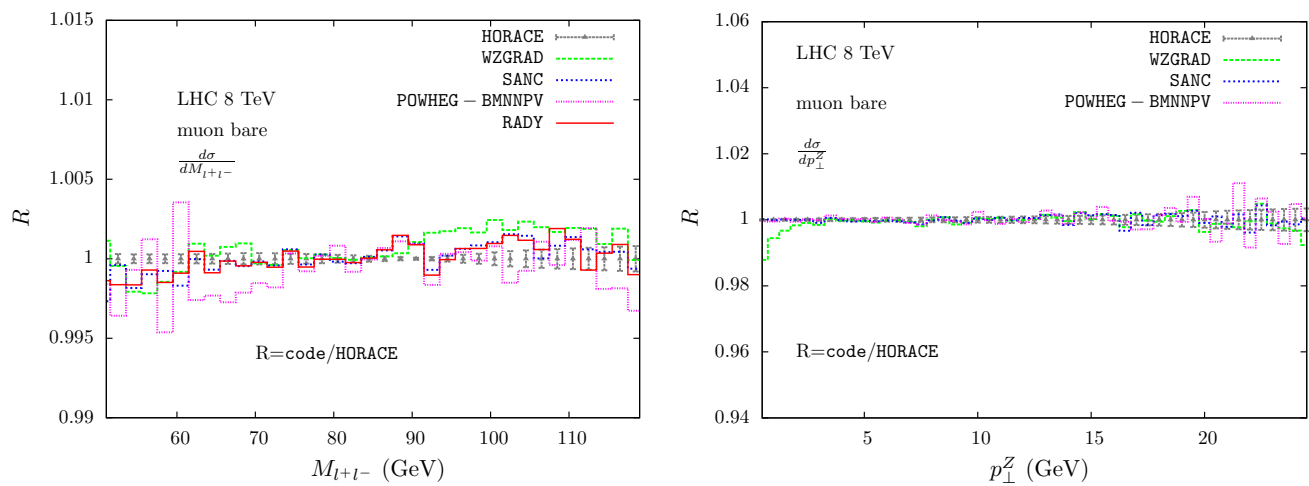 1.015
1.01
1.005
1
0.995
0.99
R
HORACE
WZGRAD
SANC
POWHEG − BMNNPV
RADY
LHC 8 TeV
muon bare
dσ
dM_{l+l−}
R=code/HORACE
60 70 80 90 100 110
M_{l+l−} (GeV)
1.06
1.04
1.02
1
0.98
0.96
0.94
R
HORACE
WZGRAD
SANC
POWHEG − BMNNPV
LHC 8 TeV
muon bare
dσ
dp_⊥^Z
R=code/HORACE
5 10 15 20
p_⊥^Z (GeV)